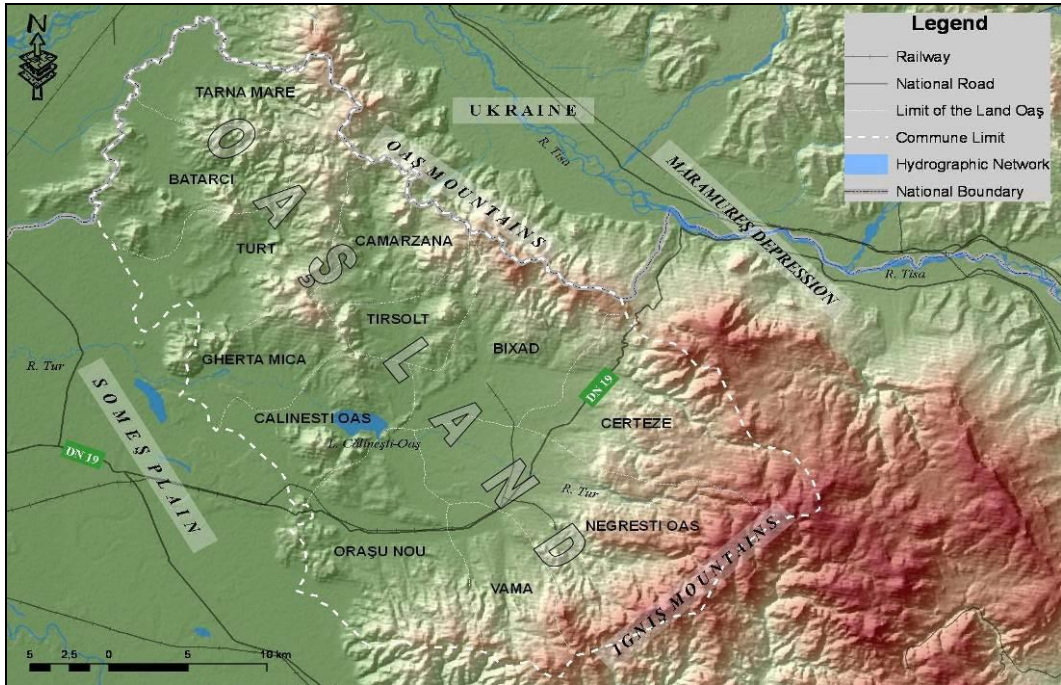 N
Legend
Railway
National Road
Limit of the Land Oaş
Commune Limit
Hydrographic Network
National Boundary
TARNA MARE
UKRAINE
R. Tisa
OAŞ MOUNTAINS
MARAMUREŞ DEPRESSION
BATARCI
OAŞ LAND
TURT
CAMARZANA
R. Tisa
TIRSOLT
BIXAD
GHERTA MICA
R. Tur
DN 19
SOMEŞ PLAIN
CALINESTI OAS
L. Călineşti-Oaş
CERTEZE
DN 19
R. Tur
NEGRESTI OAS
ORAŞU NOU
VAMA
IGNIŞ MOUNTAINS
5 2,5 0 5 10 km